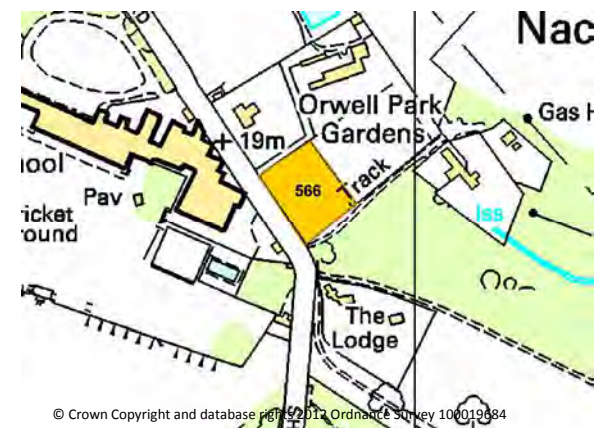 Nac
Orwell Park
Gardens
Gas H
19m
566
Track
ool
Pav
ricket
round
Iss
The
Lodge
© Crown Copyright and database rights 2012 Ordnance Survey 100019684